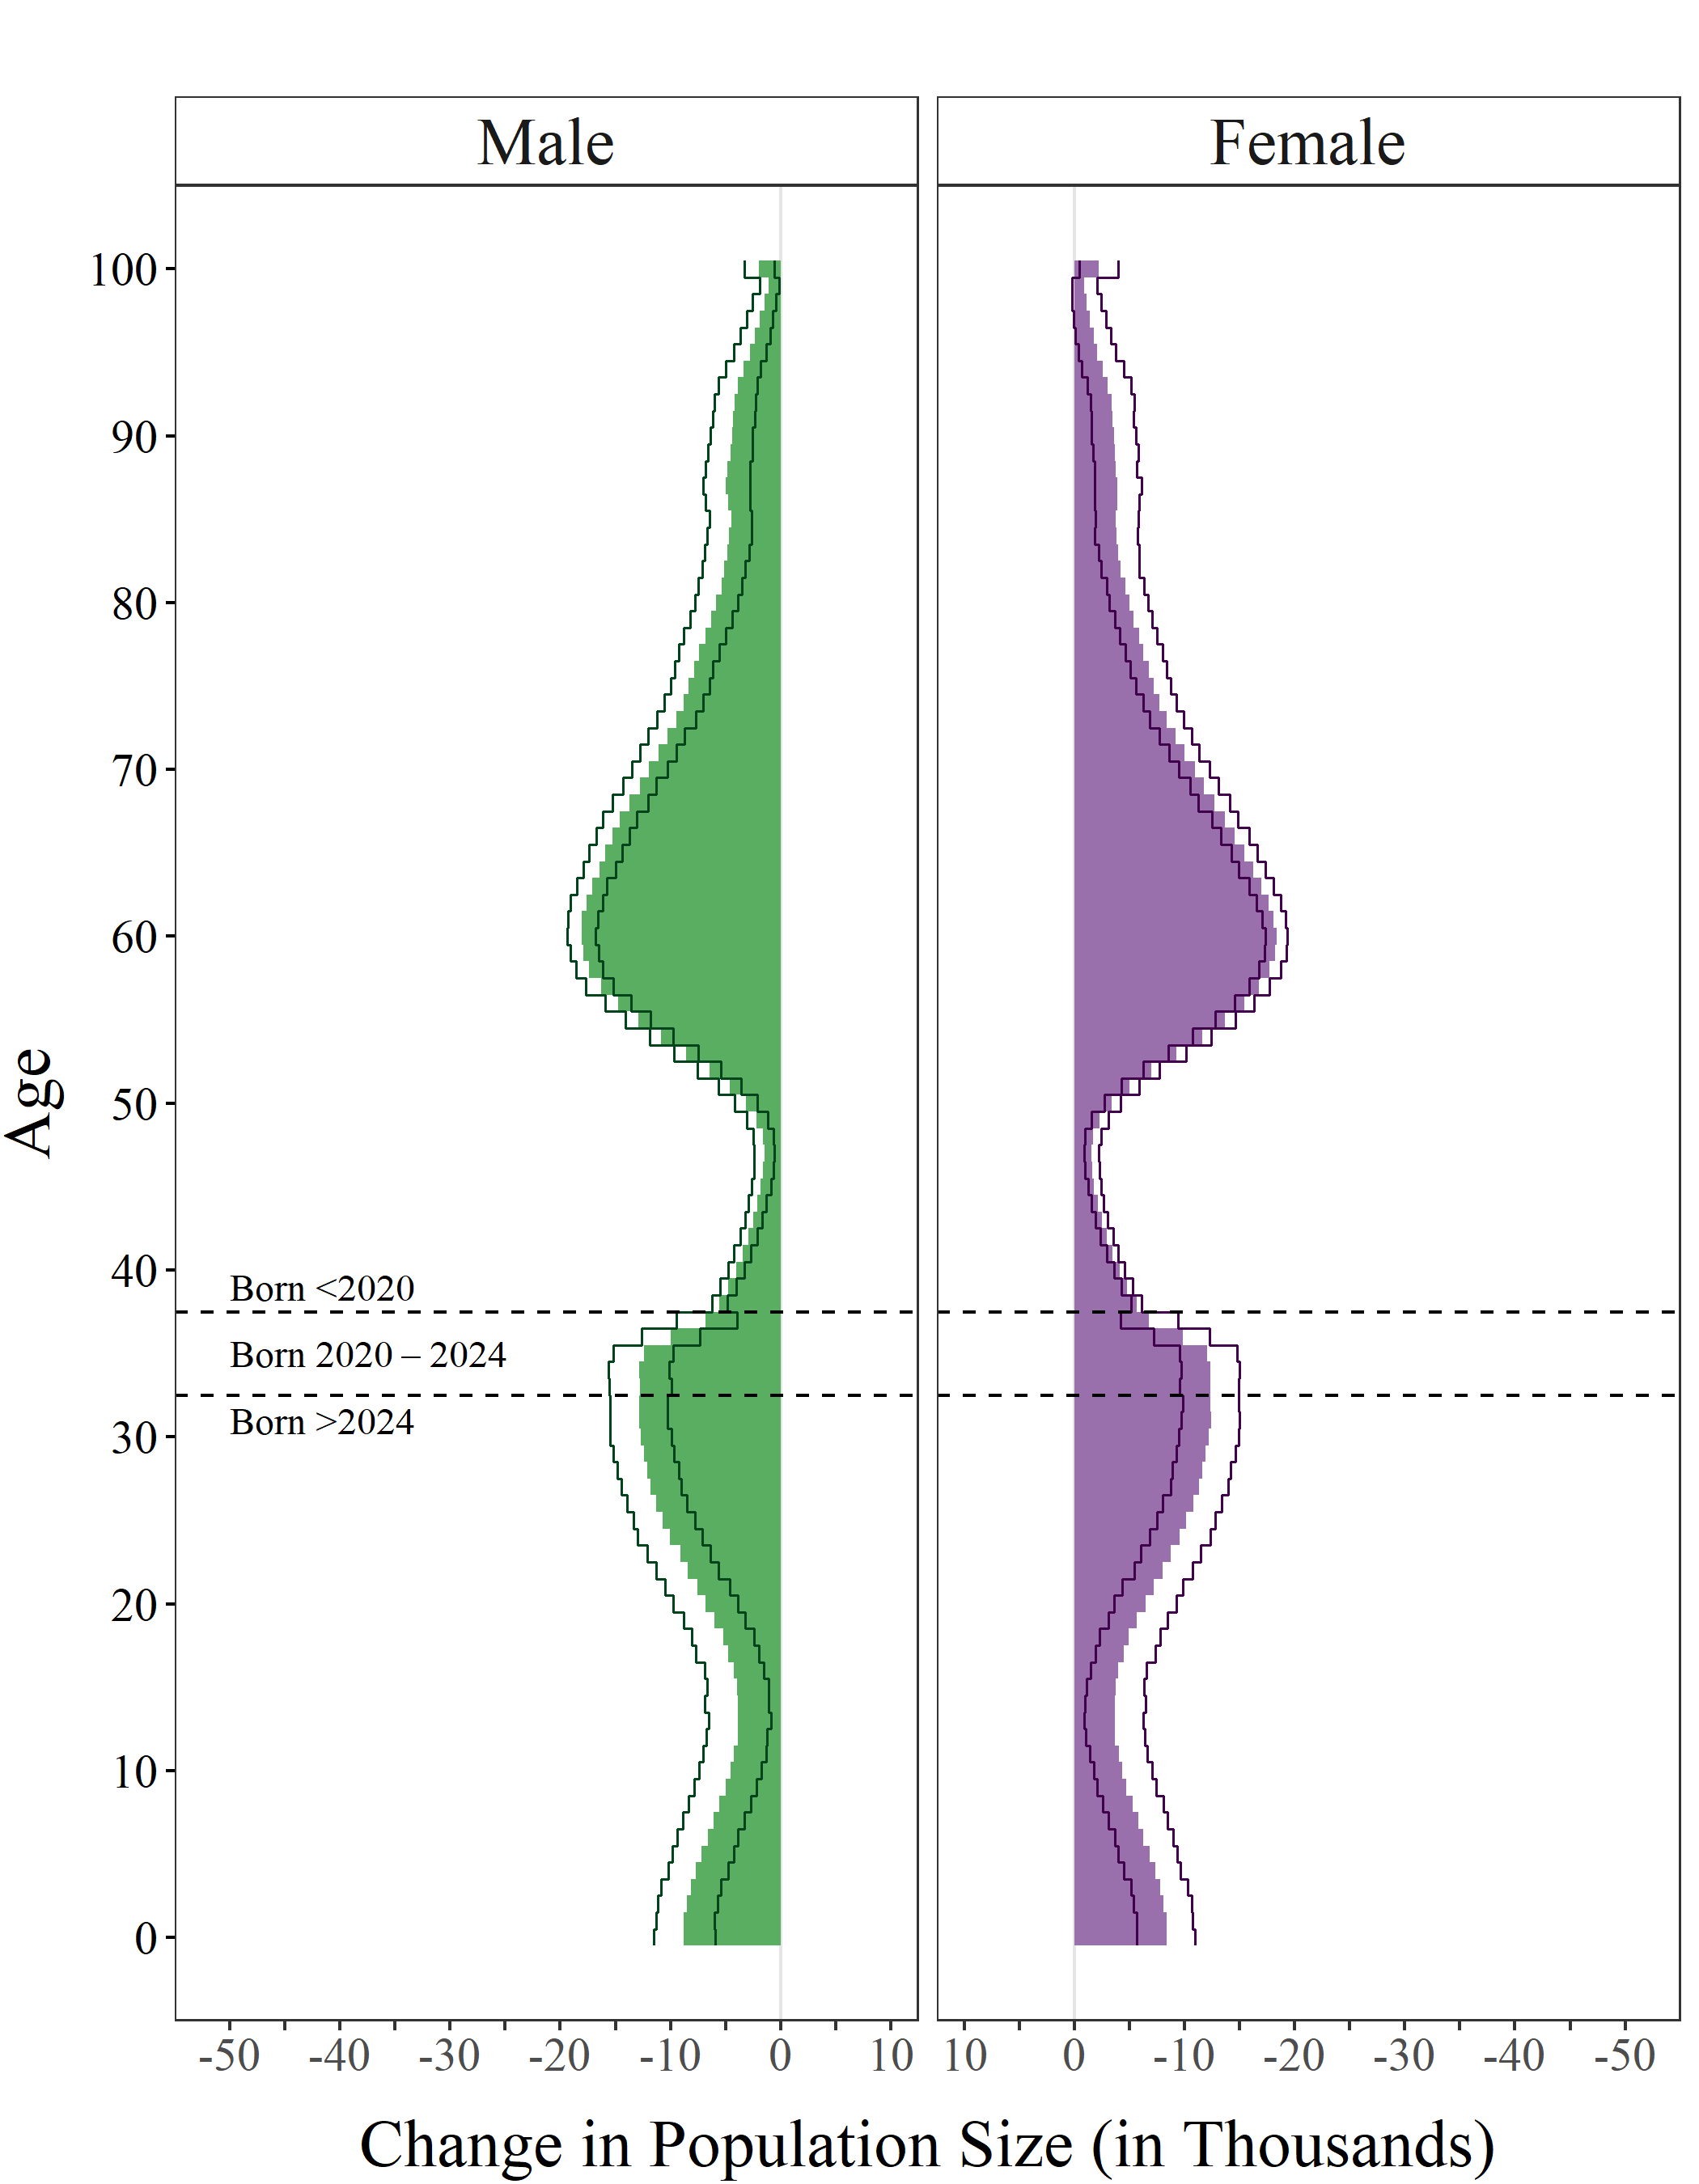 Male
Female
100
90
80
70
60
50
40
30
20
10
0
Age
Born <2020
Born 2020 – 2024
Born >2024
-50 -40 -30 -20 -10 0 10
10 0 -10 -20 -30 -40 -50
Change in Population Size (in Thousands)